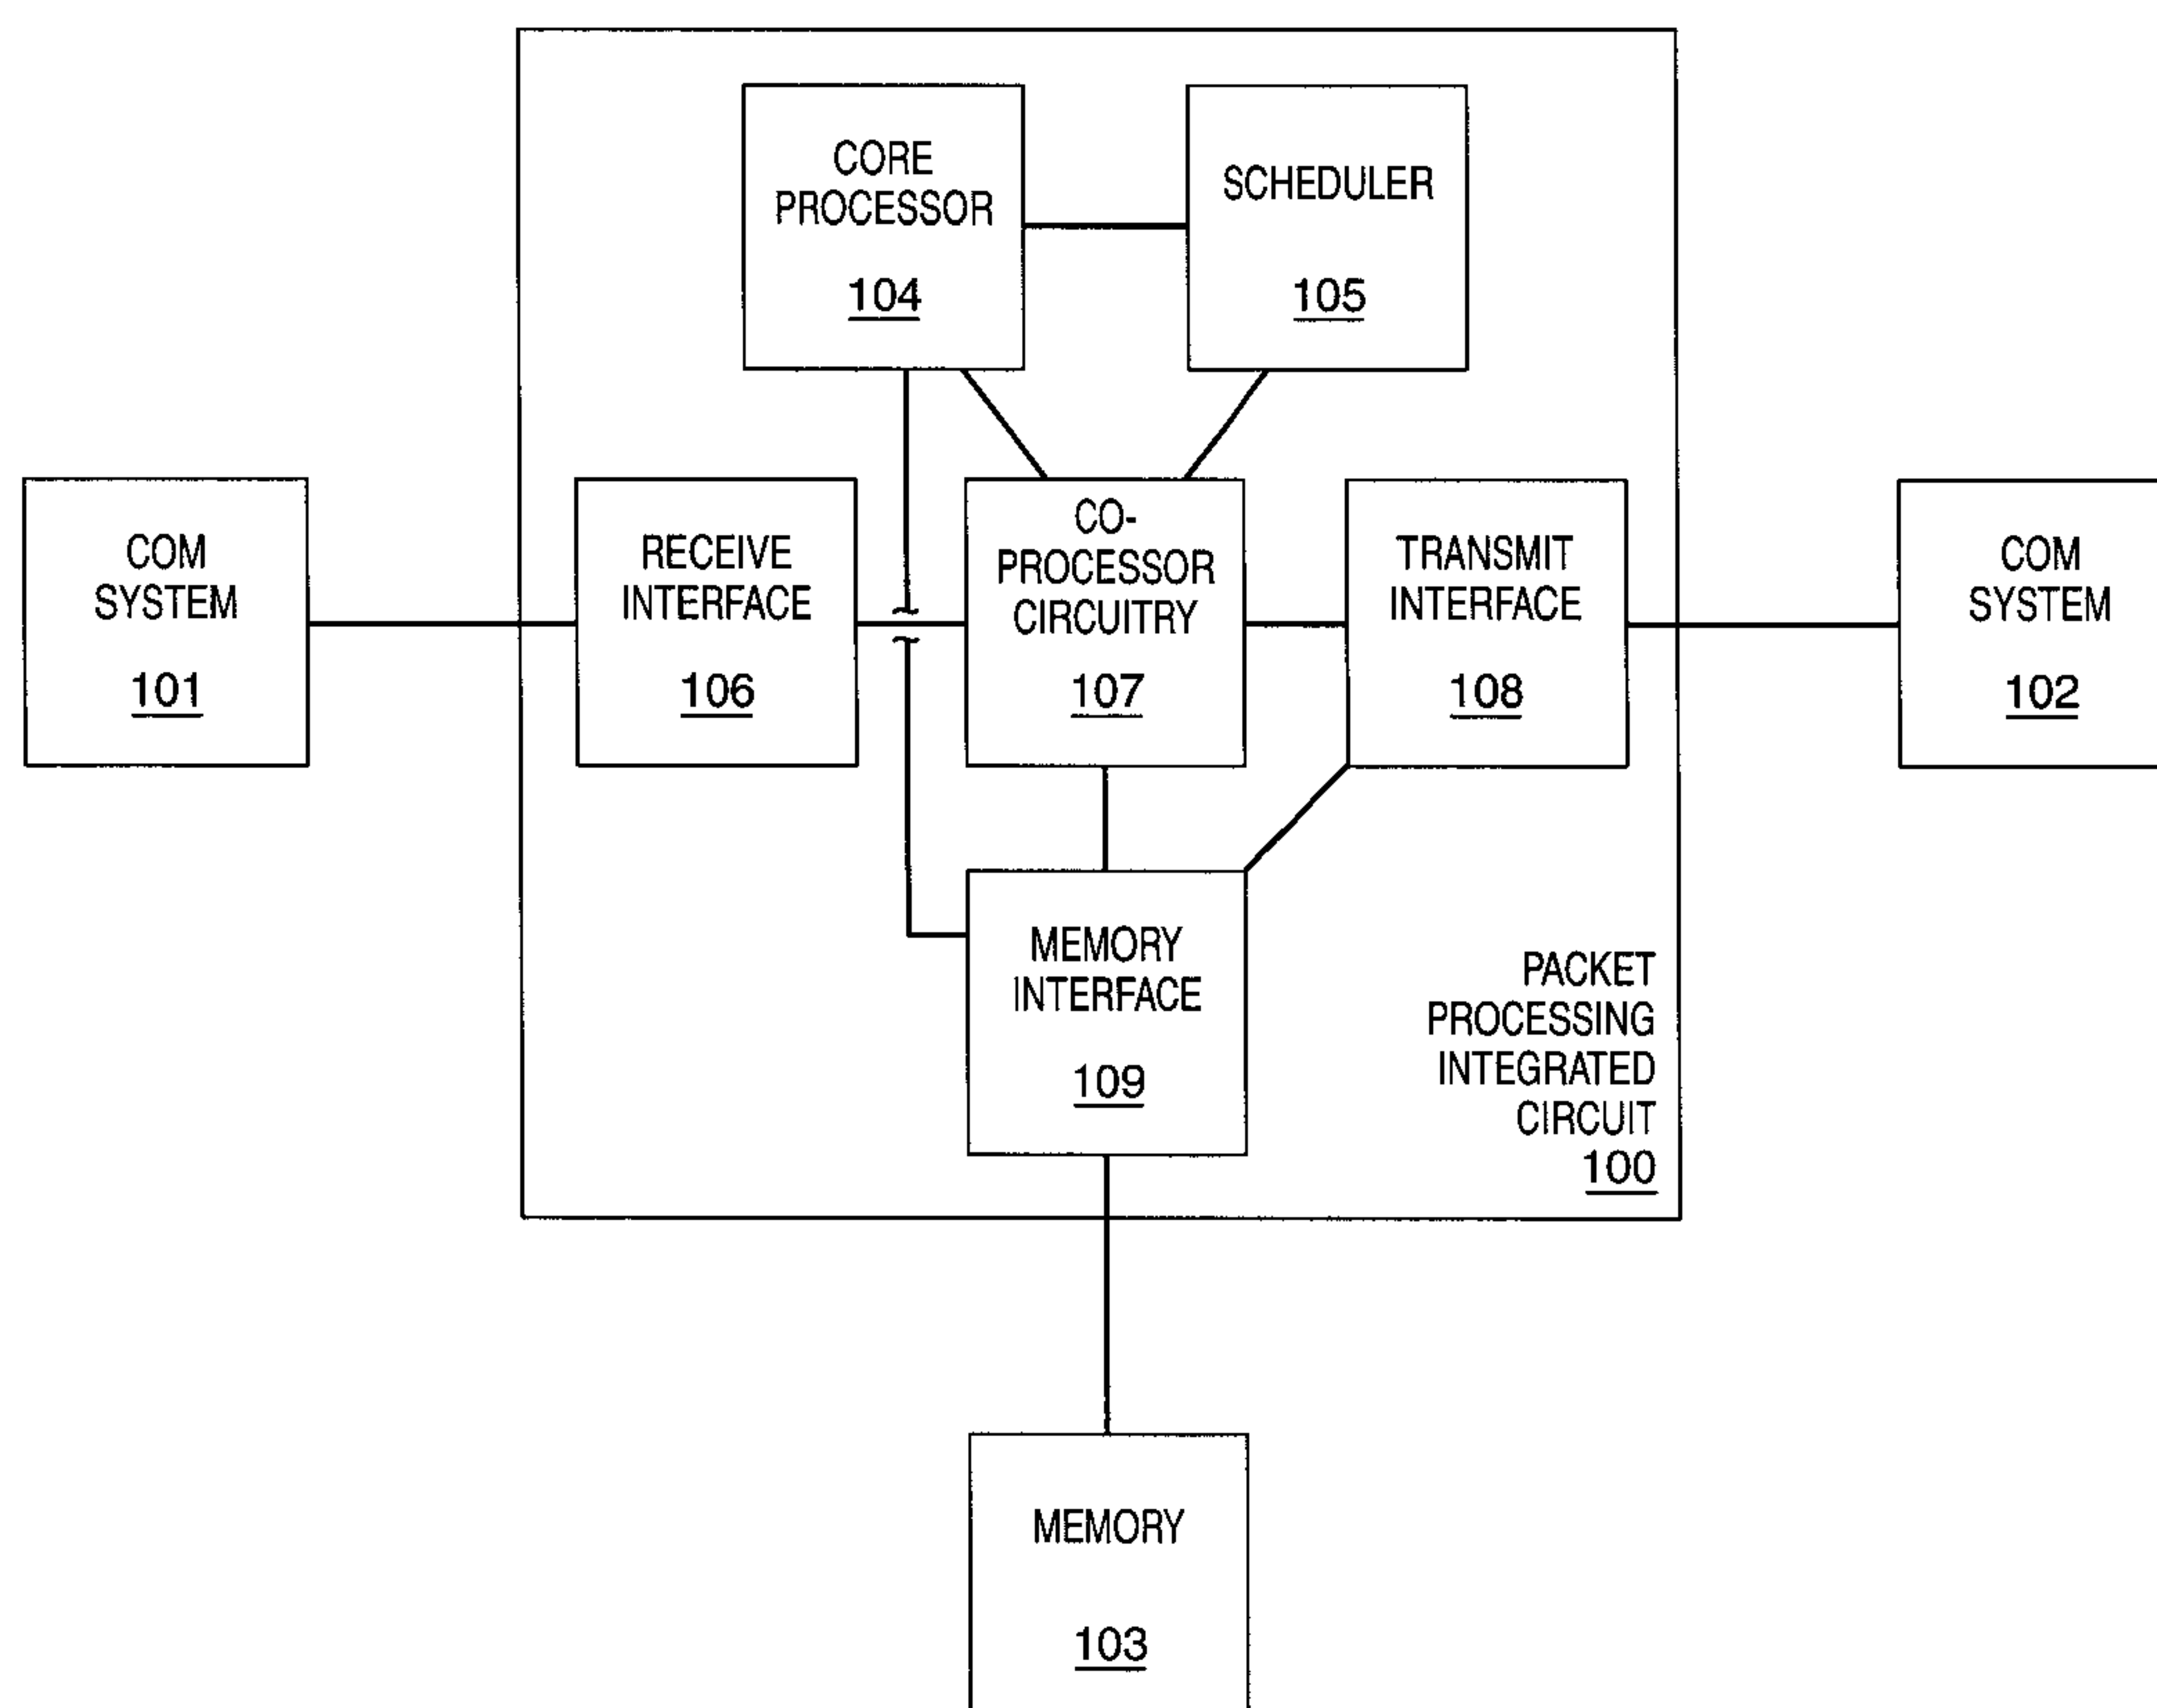 CORE
PROCESSOR
104
SCHEDULER
105
COM
SYSTEM
101
RECEIVE
INTERFACE
106
CO-
PROCESSOR
CIRCUITRY
107
TRANSMIT
INTERFACE
108
COM
SYSTEM
102
MEMORY
INTERFACE
109
PACKET
PROCESSING
INTEGRATED
CIRCUIT
100
MEMORY
103